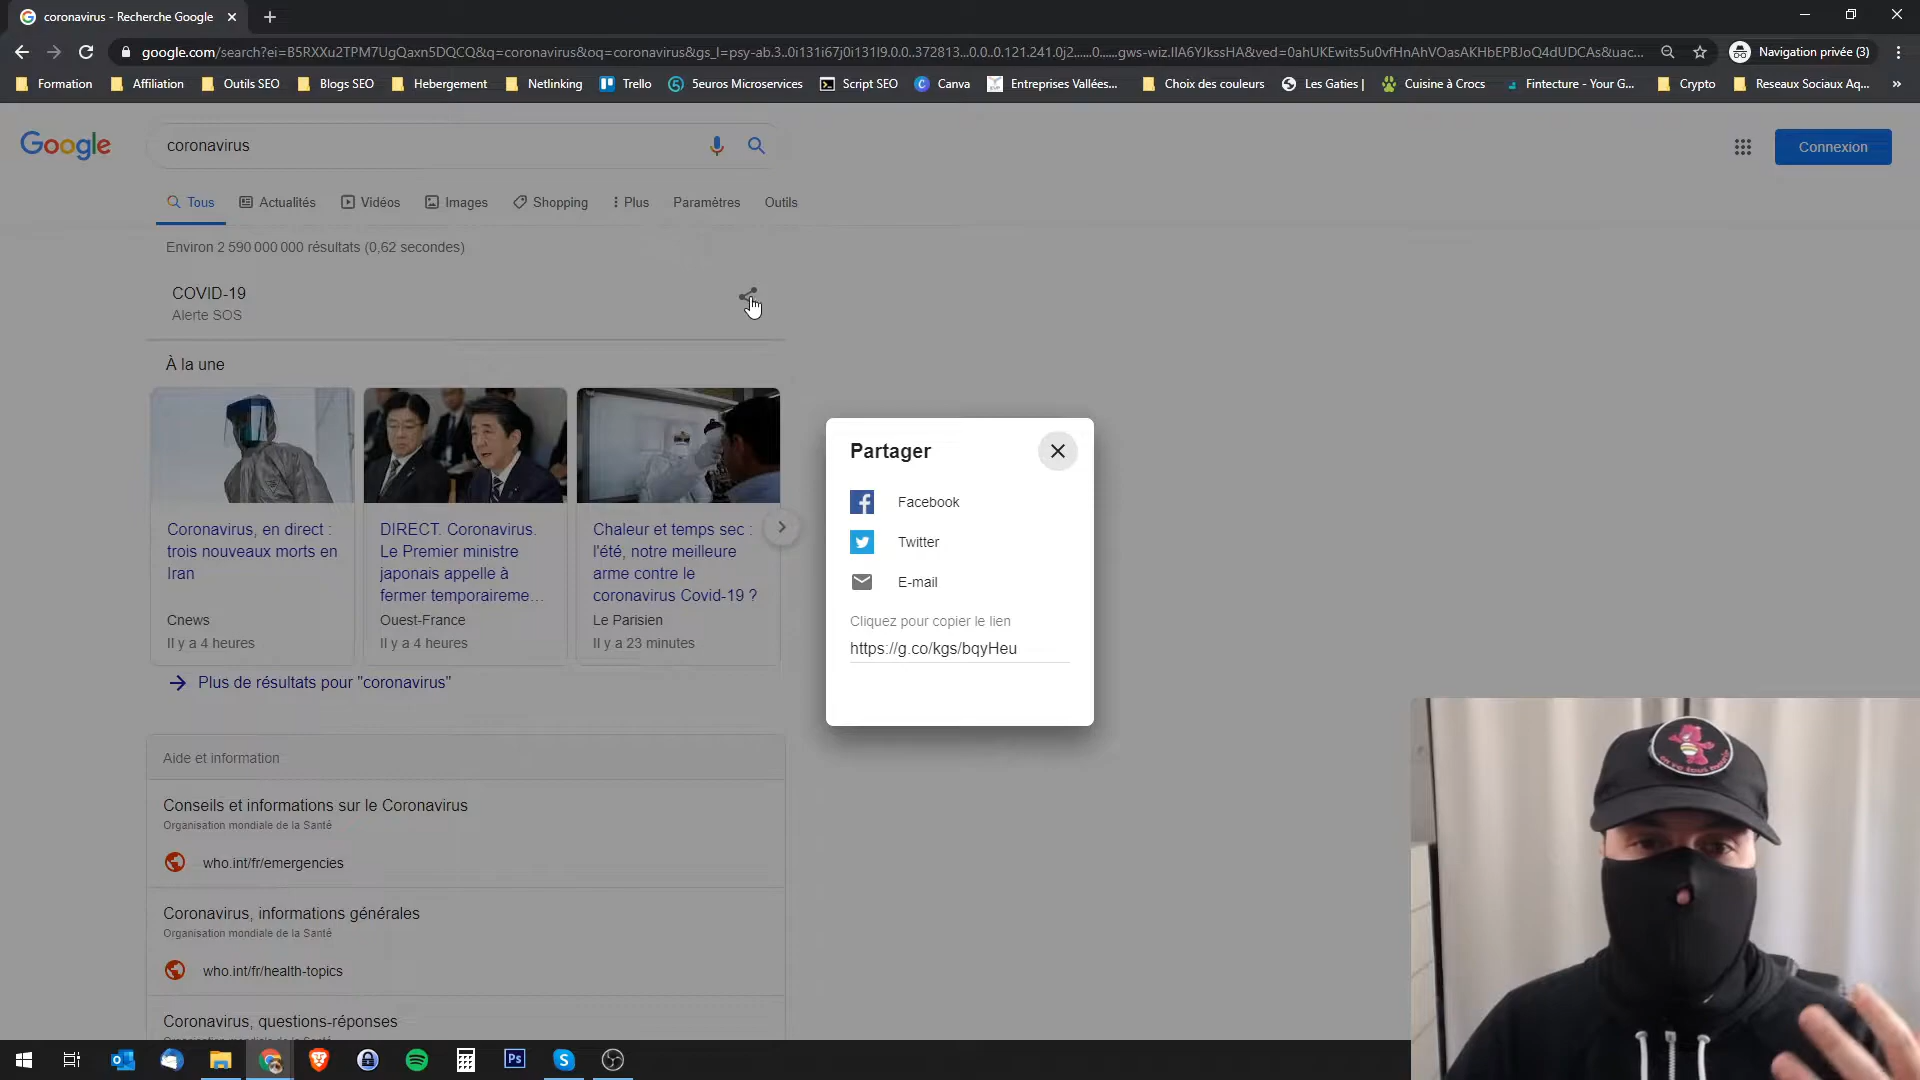 coronavirus - Recherche Google
google.com/search?ei=B5RXXu2TPM7UgQaxn5DQCQ&q=coronavirus&oq=coronavirus&gs_l=psy-ab.3..0i131i67j0i131l9.0.0..372813...0.0..0.121.241.0j2......0....gws-wiz.IIA6YJkssHA&ved=0ahUKEwits5u0vfHnAhVOasAKHbEPBJoQ4dUDCAs&uac...
Navigation privée (3)
Formation
Affiliation
Outils SEO
Blogs SEO
Hebergement
Netlinking
Trello
5euros Microservices
Script SEO
Canva
Entreprises Vallées...
Choix des couleurs
Les Gaties |
Cuisine à Crocs
Fintecture - Your G...
Crypto
Reseaux Sociaux Aq...
»
Google
coronavirus
Connexion
Tous
Actualités
Vidéos
Images
Shopping
Plus
Paramètres
Outils
Environ 2 590 000 000 résultats (0,62 secondes)
COVID-19
Alerte SOS
À la une
Coronavirus, en direct :
trois nouveaux morts en
Iran
Cnews
Il y a 4 heures
DIRECT. Coronavirus.
Le Premier ministre
japonais appelle à
fermer temporaireme...
Ouest-France
Il y a 4 heures
Chaleur et temps sec :
l'été, notre meilleure
arme contre le
coronavirus Covid-19 ?
Le Parisien
Il y a 23 minutes
Plus de résultats pour "coronavirus"
Partager
Facebook
Twitter
E-mail
Cliquez pour copier le lien
https://g.co/kgs/bqyHeu
Aide et information
Conseils et informations sur le Coronavirus
Organisation mondiale de la Santé
who.int/fr/emergencies
Coronavirus, informations générales
Organisation mondiale de la Santé
who.int/fr/health-topics
Coronavirus, questions-réponses
Ps